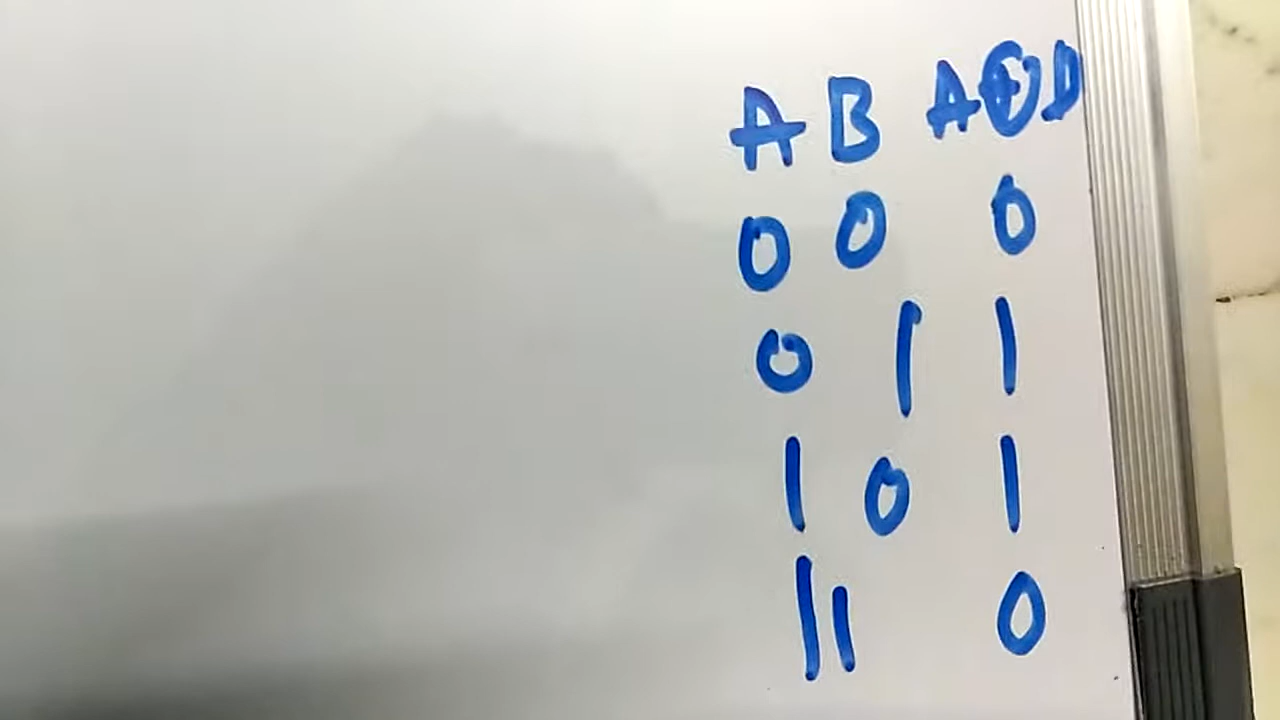 A B A⊕B
0 0 0
0 1 1
1 0 1
1 1 0